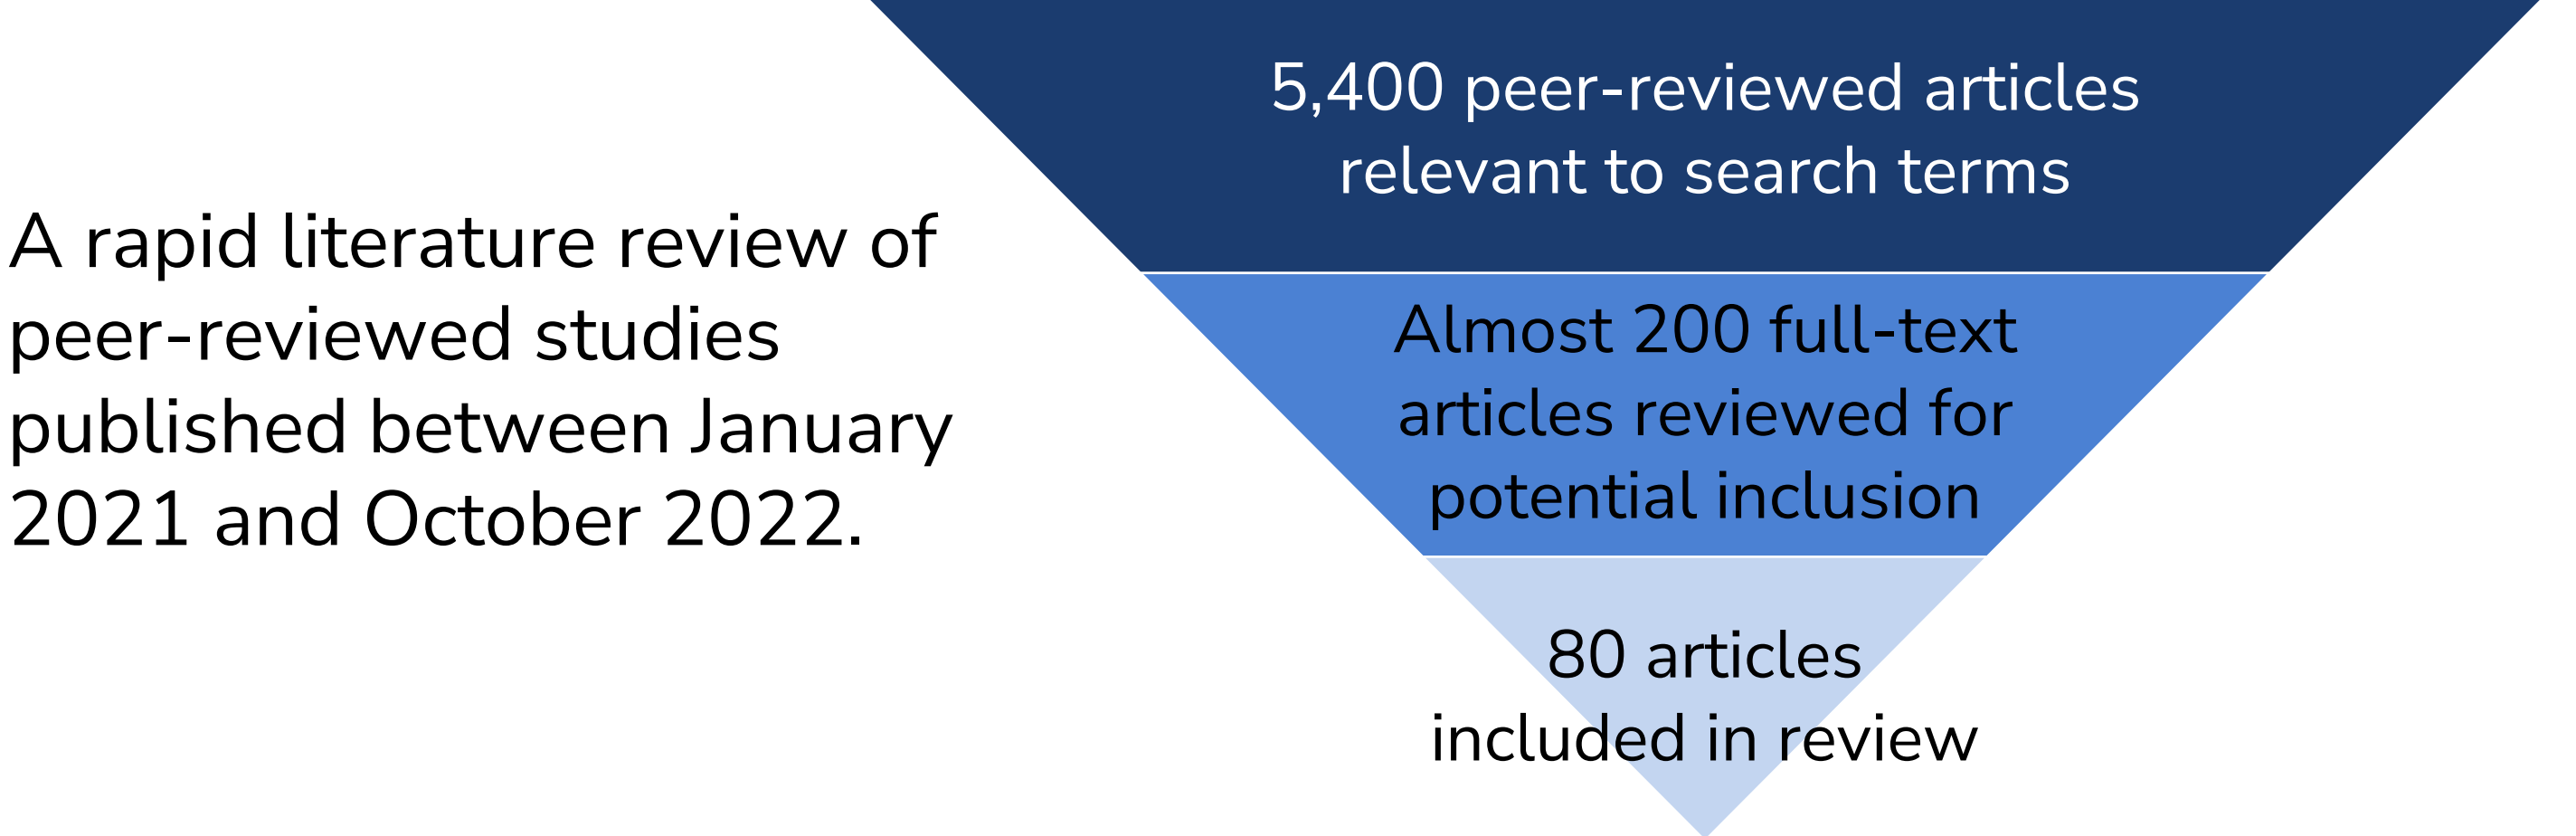 A rapid literature review of
peer-reviewed studies
published between January
2021 and October 2022.
5,400 peer-reviewed articles
relevant to search terms
Almost 200 full-text
articles reviewed for
potential inclusion
80 articles
included in review